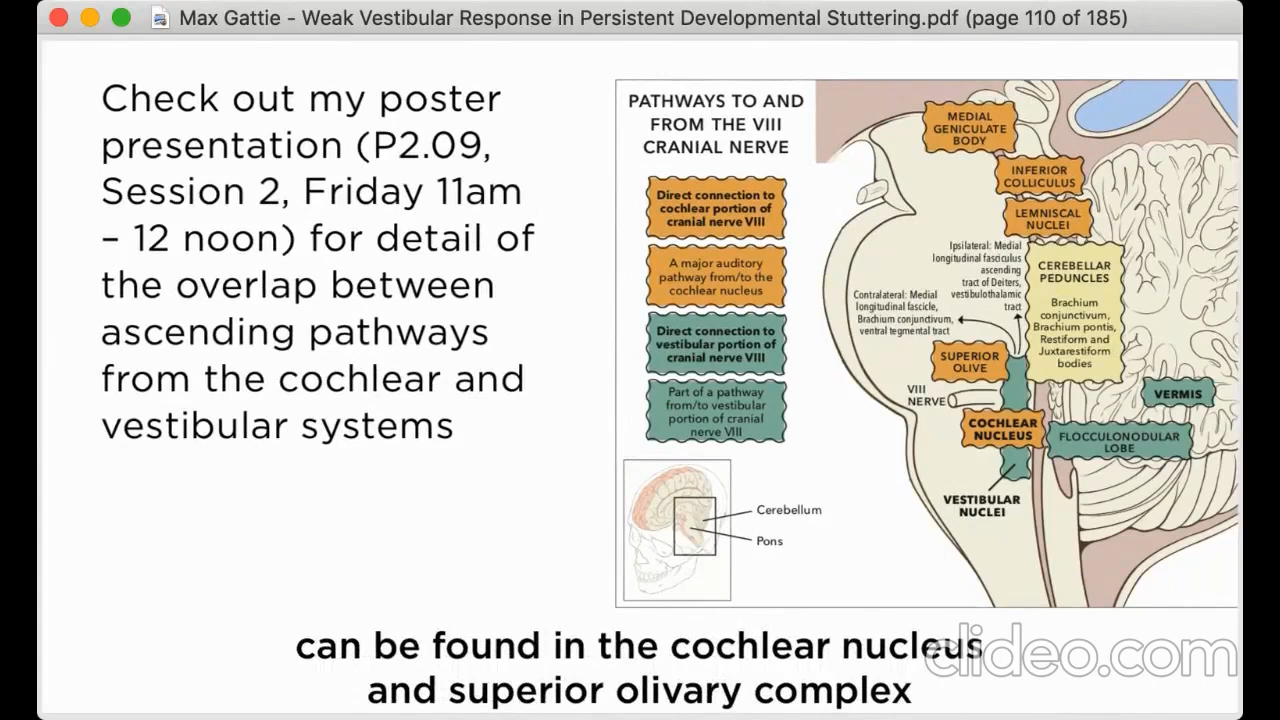 Max Gattie - Weak Vestibular Response in Persistent Developmental Stuttering.pdf (page 110 of 185)
Check out my poster
presentation (P2.09,
Session 2, Friday 11am
– 12 noon) for detail of
the overlap between
ascending pathways
from the cochlear and
vestibular systems
PATHWAYS TO AND
FROM THE VIII
CRANIAL NERVE
Direct connection to
cochlear portion of
cranial nerve VIII
A major auditory
pathway from/to the
cochlear nucleus
Direct connection to
vestibular portion of
cranial nerve VIII
Part of a pathway
from/to vestibular
portion of cranial
nerve VIII
Cerebellum
Pons
MEDIAL
GENICULATE
BODY
INFERIOR
COLLICULUS
LEMNISCAL
NUCLEI
Ipsilateral: Medial
longitudinal fasciculus
ascending
tract of Deiters,
vestibulothalamic
tract
Contralateral: Medial
longitudinal fascicle,
Brachium conjunctivum,
ventral tegmental tract
CEREBELLAR
PEDUNCLES
Brachium
conjunctivum,
Brachium pontis,
Restiform and
Juxtarestiform
bodies
SUPERIOR
OLIVE
VIII
NERVE
COCHLEAR
NUCLEUS
VERMIS
FLOCCULONODULAR
LOBE
VESTIBULAR
NUCLEI
can be found in the cochlear nucleus
and superior olivary complex
clideo.com